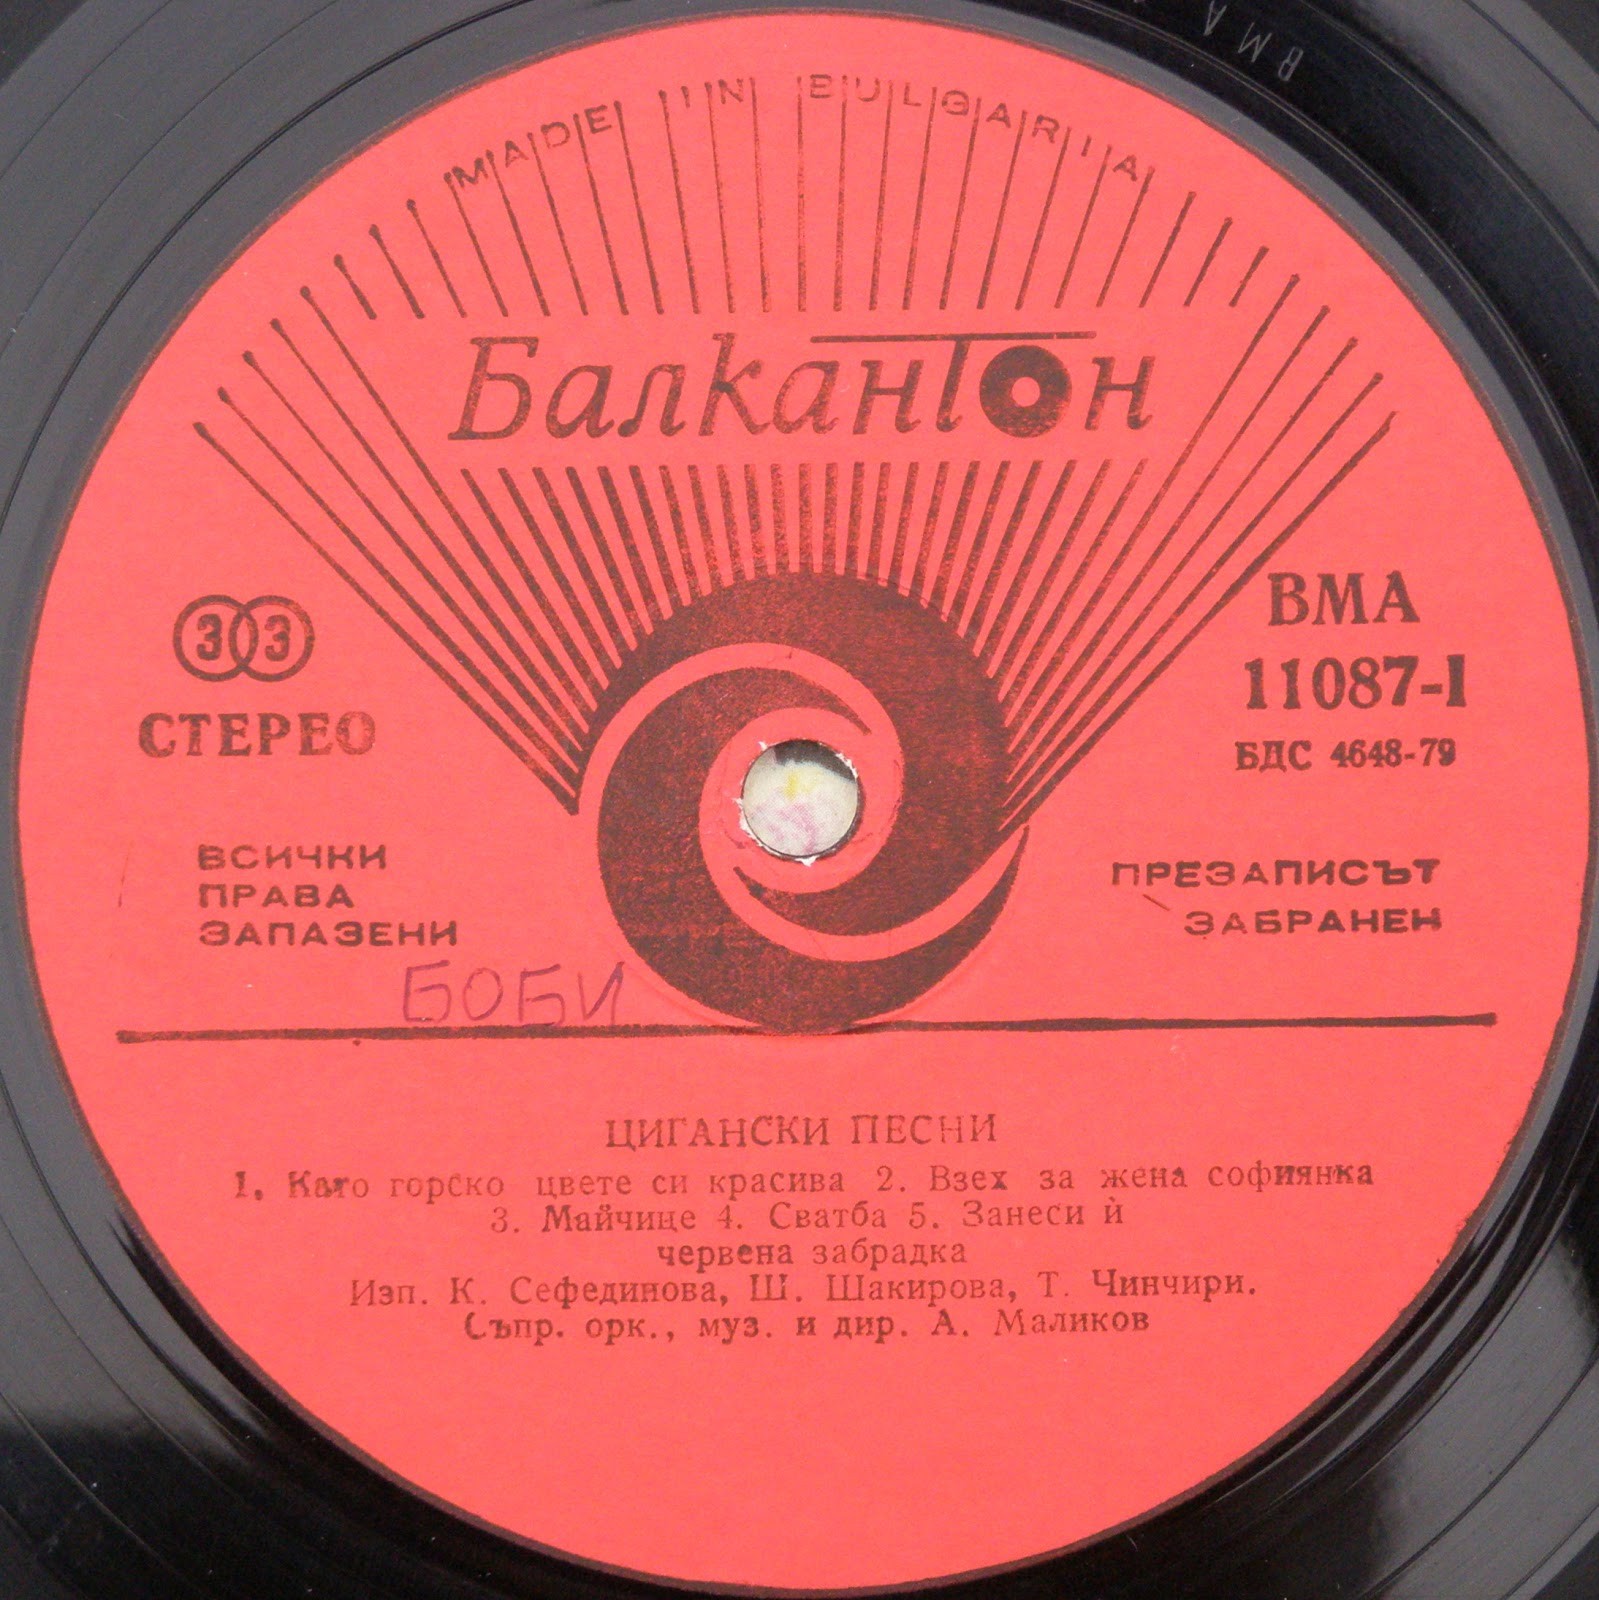 MADE IN BULGARIA
Балкантон
33
СТЕРЕО
ВМА
11087-I
БДС 4648-79
ВСИЧКИ
ПРАВА
ЗАПАЗЕНИ
ПРЕЗАПИСЪТ
ЗАБРАНЕН
БОБИ
ЦИГАНСКИ ПЕСНИ
1. Като горско цвете си красива 2. Взех за жена софиянка
3. Майчице 4. Сватба 5. Занеси ѝ
червена забрадка
Изп. К. Сефединова, Ш. Шакирова, Т. Чинчири.
Съпр. орк., муз. и дир. А. Маликов
ВМА